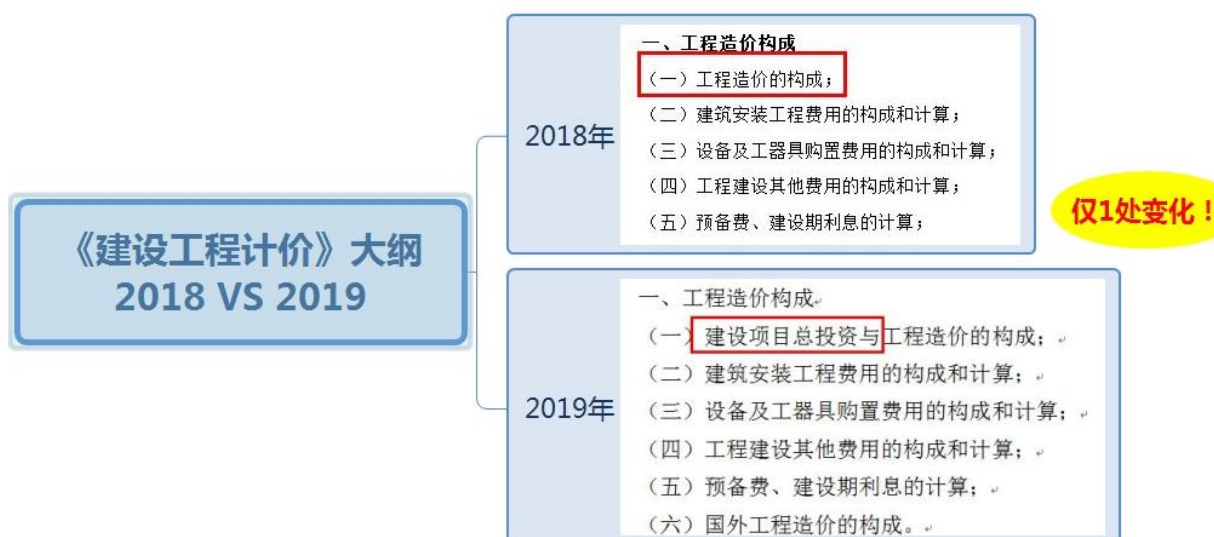 《建设工程计价》大纲
2018 VS 2019
2018年
一、工程造价构成
（一）工程造价的构成；
（二）建筑安装工程费用的构成和计算；
（三）设备及工器具购置费用的构成和计算；
（四）工程建设其他费用的构成和计算；
（五）预备费、建设期利息的计算；
仅1处变化！
2019年
一、工程造价构成
（一）建设项目总投资与工程造价的构成；
（二）建筑安装工程费用的构成和计算；
（三）设备及工器具购置费用的构成和计算；
（四）工程建设其他费用的构成和计算；
（五）预备费、建设期利息的计算；
（六）国外工程造价的构成。